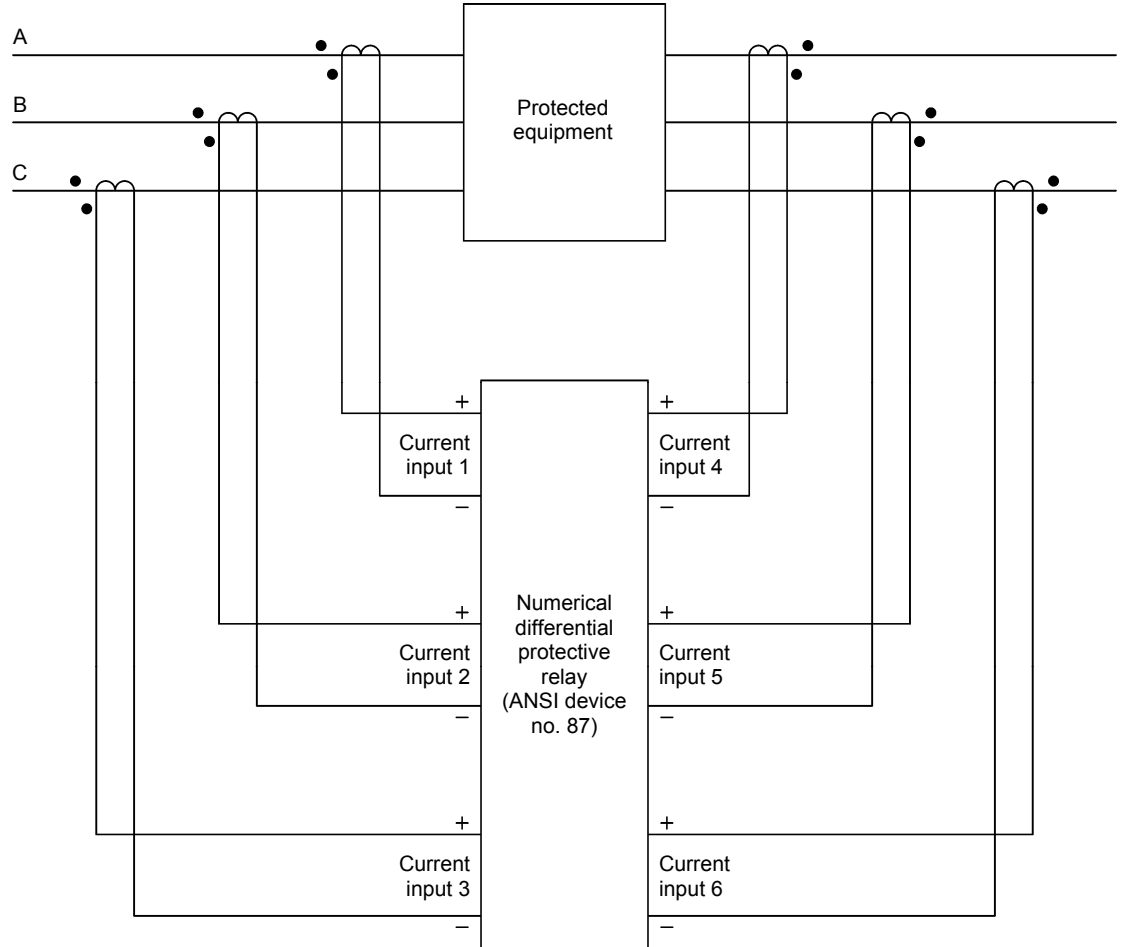 A
B
C
Protected
equipment
+
Current
input 1
–
+
Current
input 4
–
+
Current
input 2
–
Numerical
differential
protective
relay
(ANSI device
no. 87)
+
Current
input 5
–
+
Current
input 3
–
+
Current
input 6
–